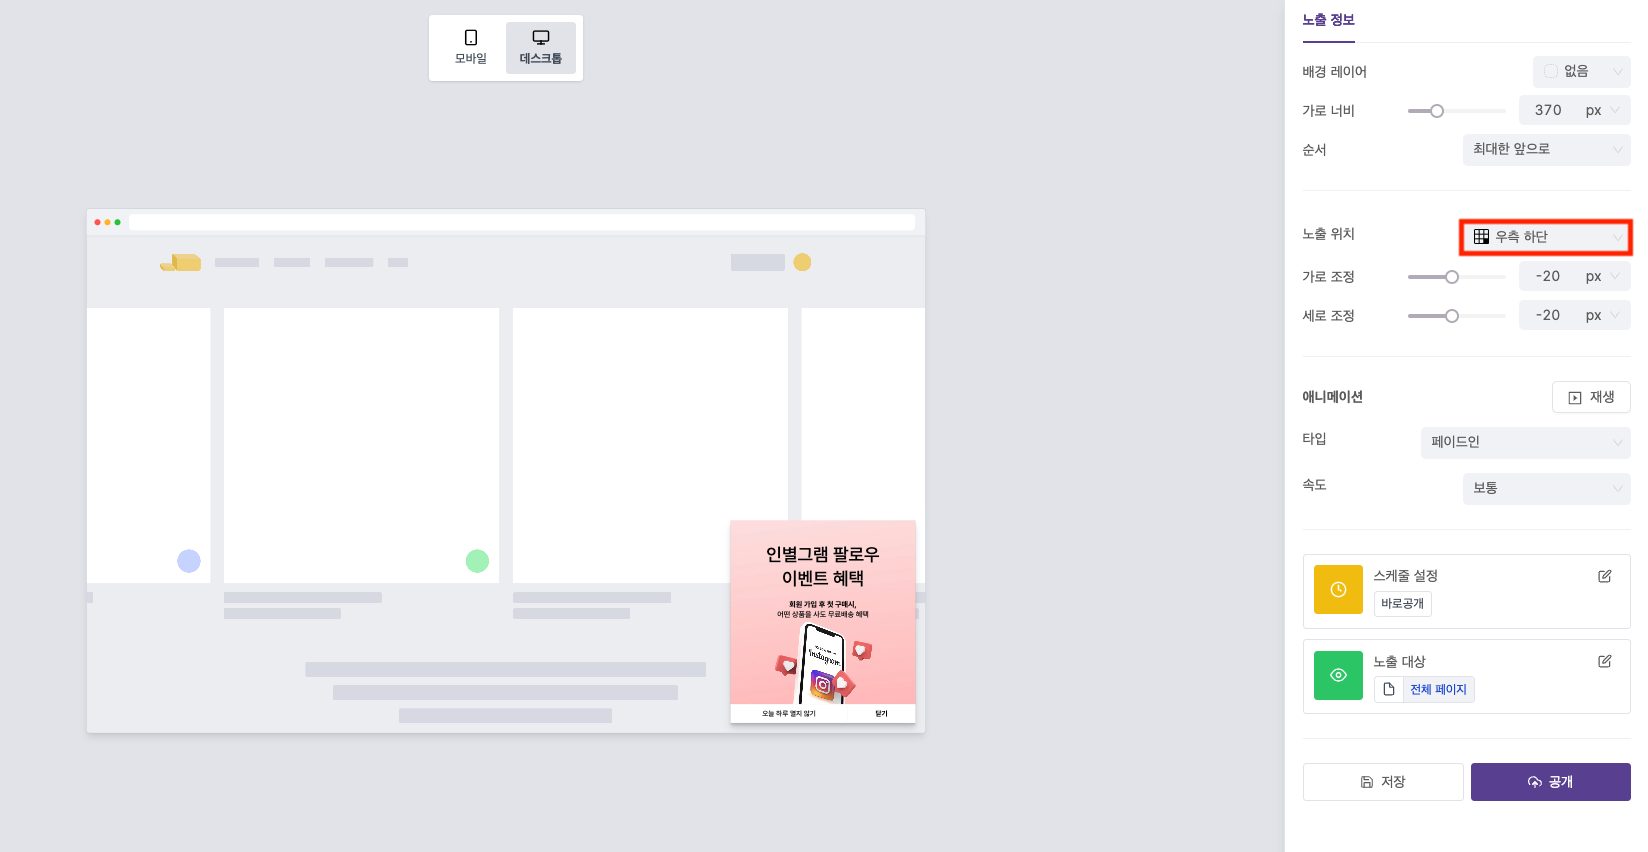 모바일
데스크톱
노출 정보
배경 레이어
없음
가로 너비
370
px
순서
최대한 앞으로
노출 위치
우측 하단
가로 조정
-20
px
세로 조정
-20
px
애니메이션
재생
타입
페이드인
속도
보통
스케줄 설정
바로공개
노출 대상
전체 페이지
저장
공개
인별그램 팔로우
이벤트 혜택
회원 가입 후 첫 구매시,
어떤 상품을 사도 무료배송 혜택
Instagram
오늘 하루 열지 않기
닫기